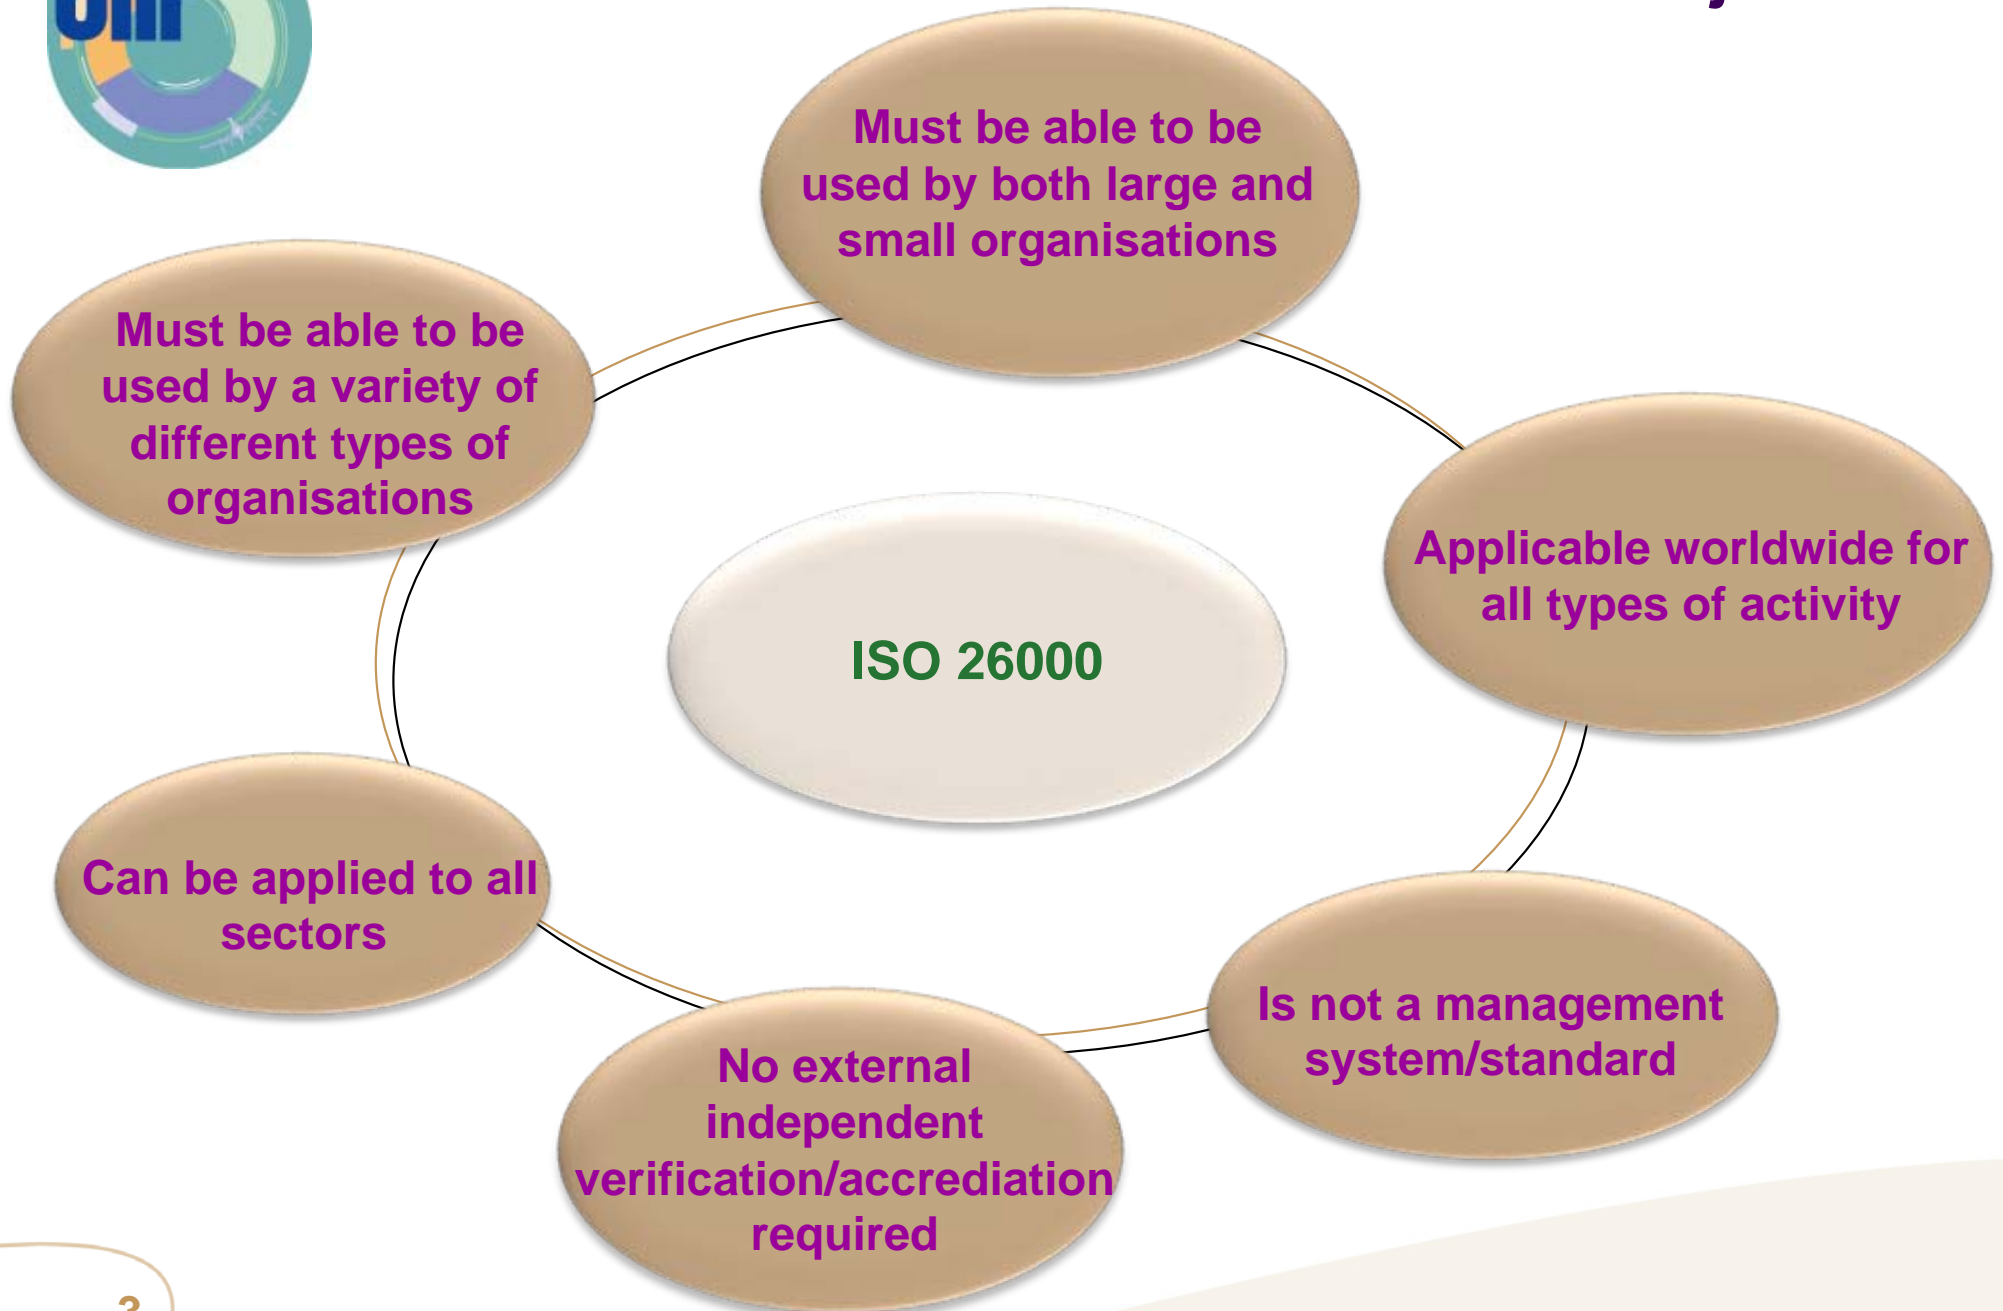 Must be able to be
used by both large and
small organisations
Must be able to be
used by a variety of
different types of
organisations
Applicable worldwide for
all types of activity
ISO 26000
Can be applied to all
sectors
Is not a management
system/standard
No external
independent
verification/accrediation
required
3